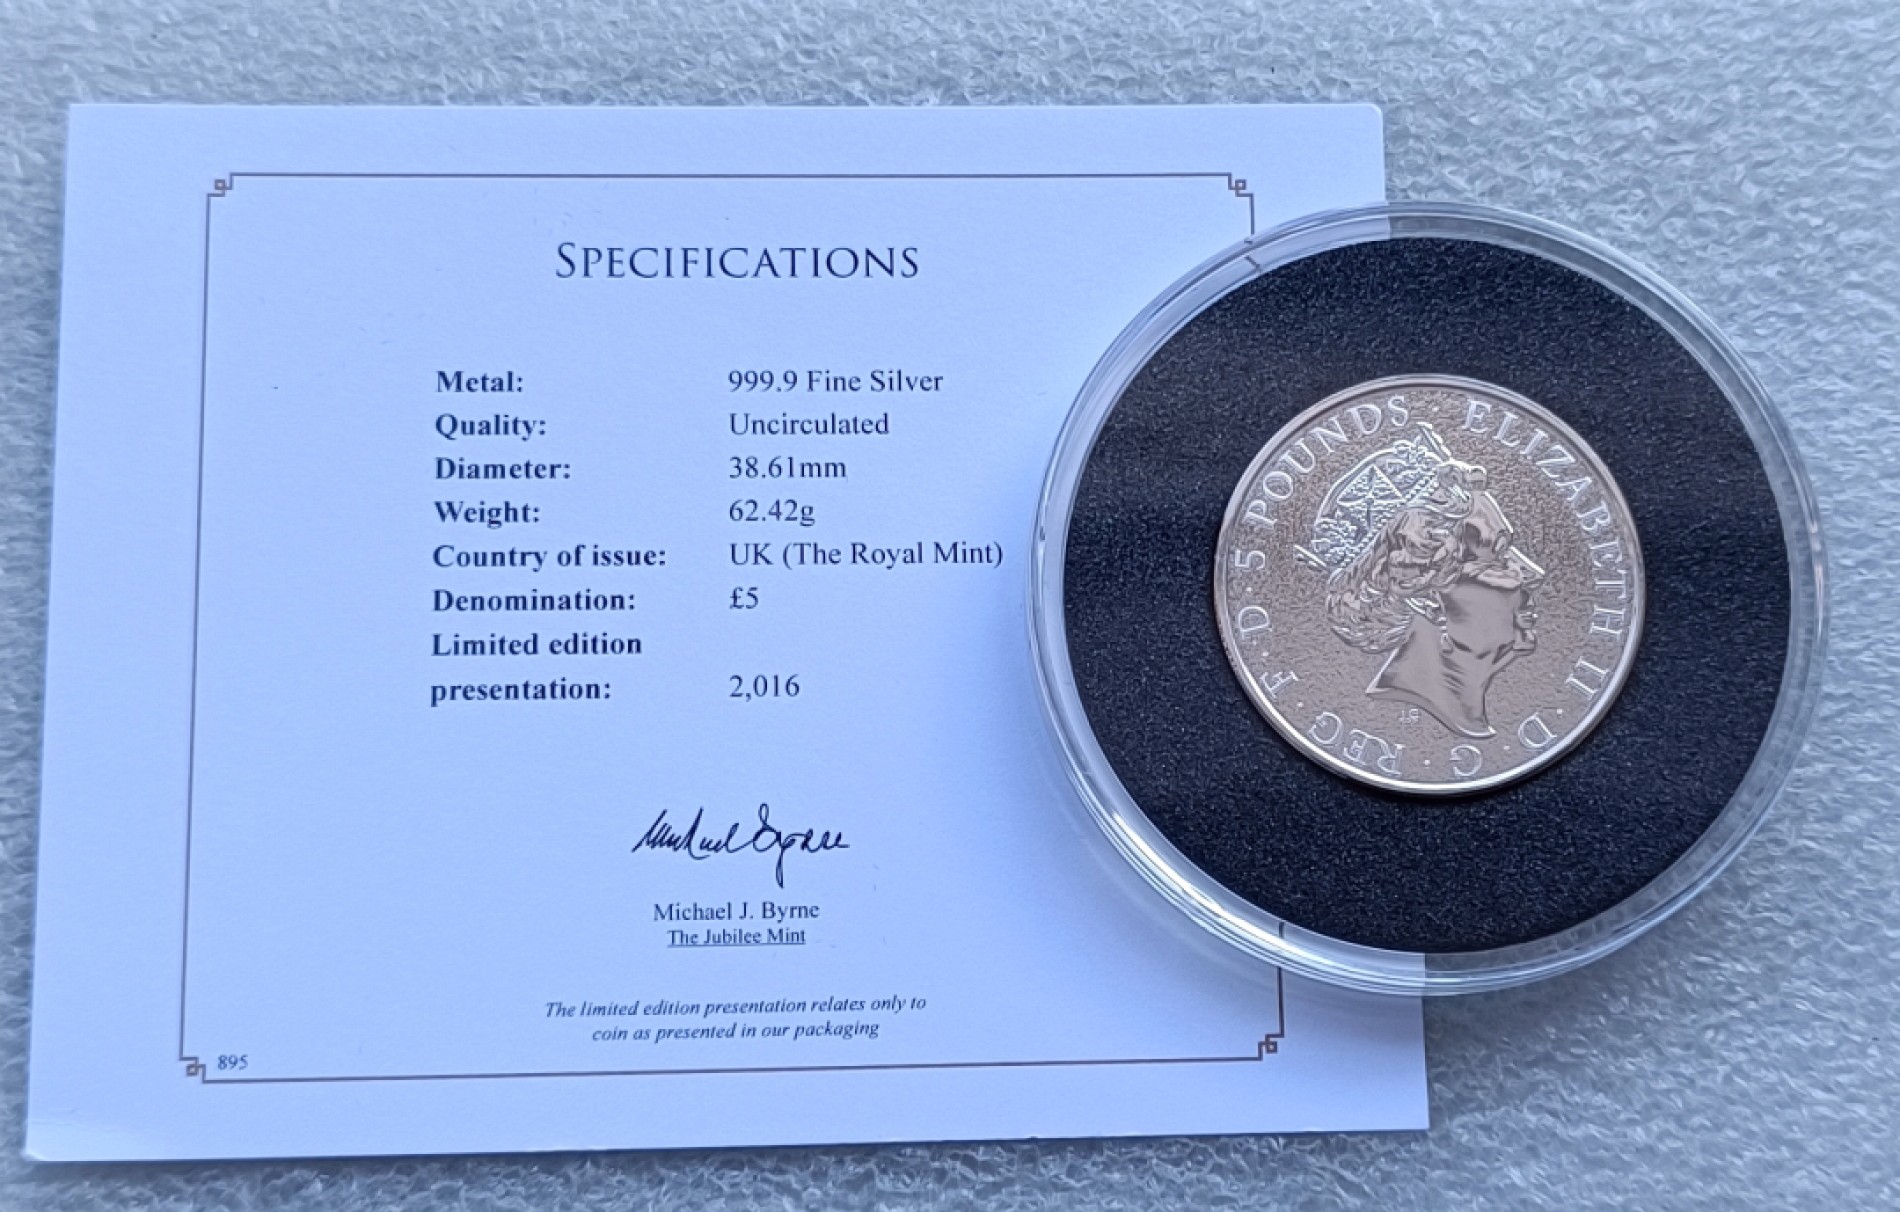 SPECIFICATIONS
Metal: 999.9 Fine Silver
Quality: Uncirculated
Diameter: 38.61mm
Weight: 62.42g
Country of issue: UK (The Royal Mint)
Denomination: £5
Limited edition
presentation: 2,016
Michael Byrne
Michael J. Byrne
The Jubilee Mint
The limited edition presentation relates only to
coin as presented in our packaging
895
ELIZABETH II · D · G · REG · F · D · 5 POUNDS ·